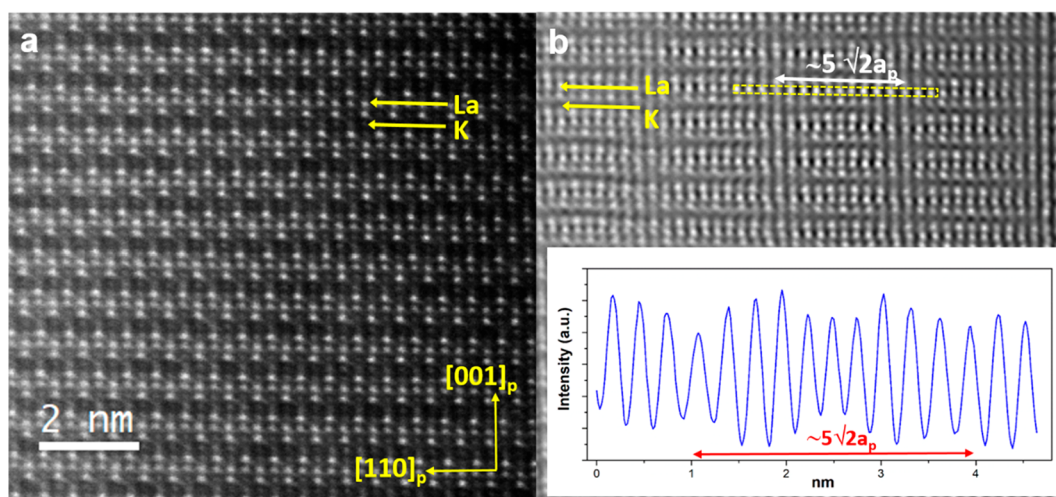 a
La
K
[001]p
2 nm
[110]p
b
~5 √2ap
La
K
Intensity (a.u.)
~5 √2ap
0 1 2 3 4
nm